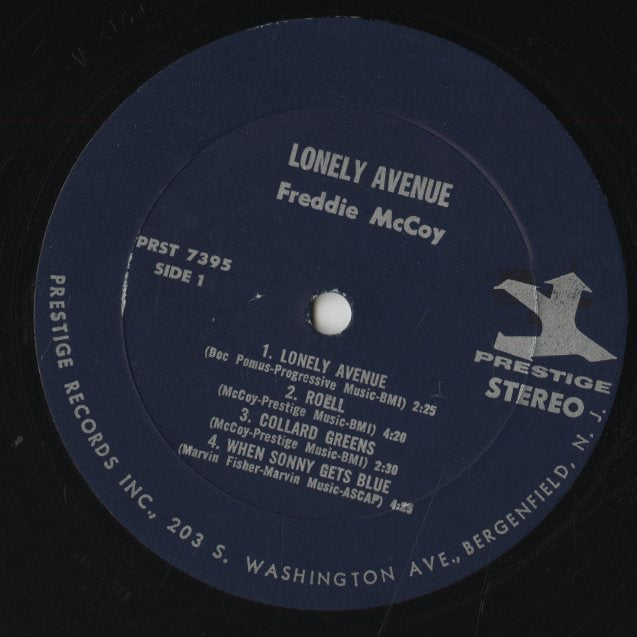 LONELY AVENUE
Freddie McCoy
PRST 7395
SIDE 1
PRESTIGE
STEREO
1. LONELY AVENUE
(Doc Pomus-Progressive Music-BMI) 2:25
2. ROELL
(McCoy-Prestige Music-BMI) 4:20
3. COLLARD GREENS
(McCoy-Prestige Music-BMI) 2:30
4. WHEN SONNY GETS BLUE
(Marvin Fisher-Marvin Music-ASCAP) 4:25
PRESTIGE RECORDS INC., 203 S. WASHINGTON AVE., BERGENFIELD, N. J.